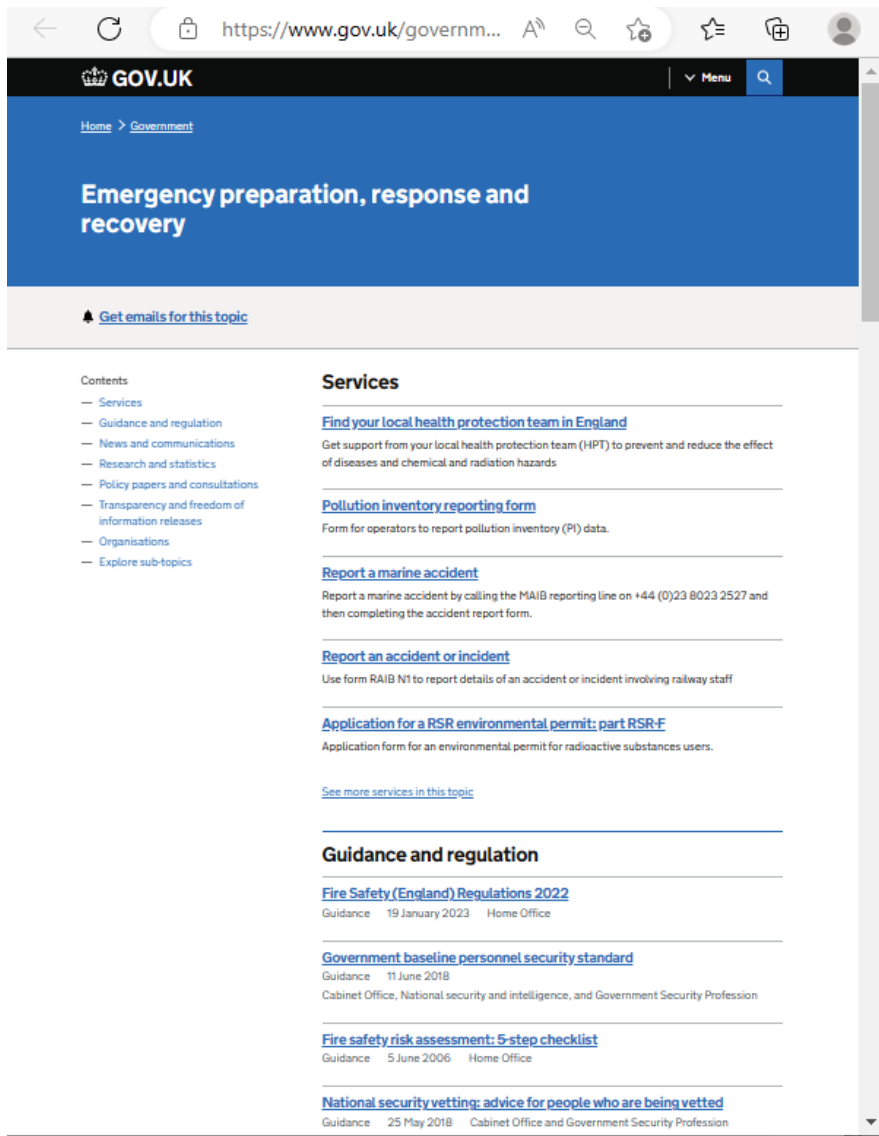 https://www.gov.uk/governm...
GOV.UK
Menu
Home > Government
Emergency preparation, response and
recovery
Get emails for this topic
Contents
— Services
— Guidance and regulation
— News and communications
— Research and statistics
— Policy papers and consultations
— Transparency and freedom of
information releases
— Organisations
— Explore sub-topics
Services
Find your local health protection team in England
Get support from your local health protection team (HPT) to prevent and reduce the effect
of diseases and chemical and radiation hazards
Pollution inventory reporting form
Form for operators to report pollution inventory (PI) data.
Report a marine accident
Report a marine accident by calling the MAIB reporting line on +44 (0)23 8023 2527 and
then completing the accident report form.
Report an accident or incident
Use form RAIB N1 to report details of an accident or incident involving railway staff
Application for a RSR environmental permit: part RSR-F
Application form for an environmental permit for radioactive substances users.
See more services in this topic
Guidance and regulation
Fire Safety (England) Regulations 2022
Guidance 19 January 2023 Home Office
Government baseline personnel security standard
Guidance 11 June 2018
Cabinet Office, National security and intelligence, and Government Security Profession
Fire safety risk assessment: 5-step checklist
Guidance 5 June 2006 Home Office
National security vetting: advice for people who are being vetted
Guidance 25 May 2018 Cabinet Office and Government Security Profession